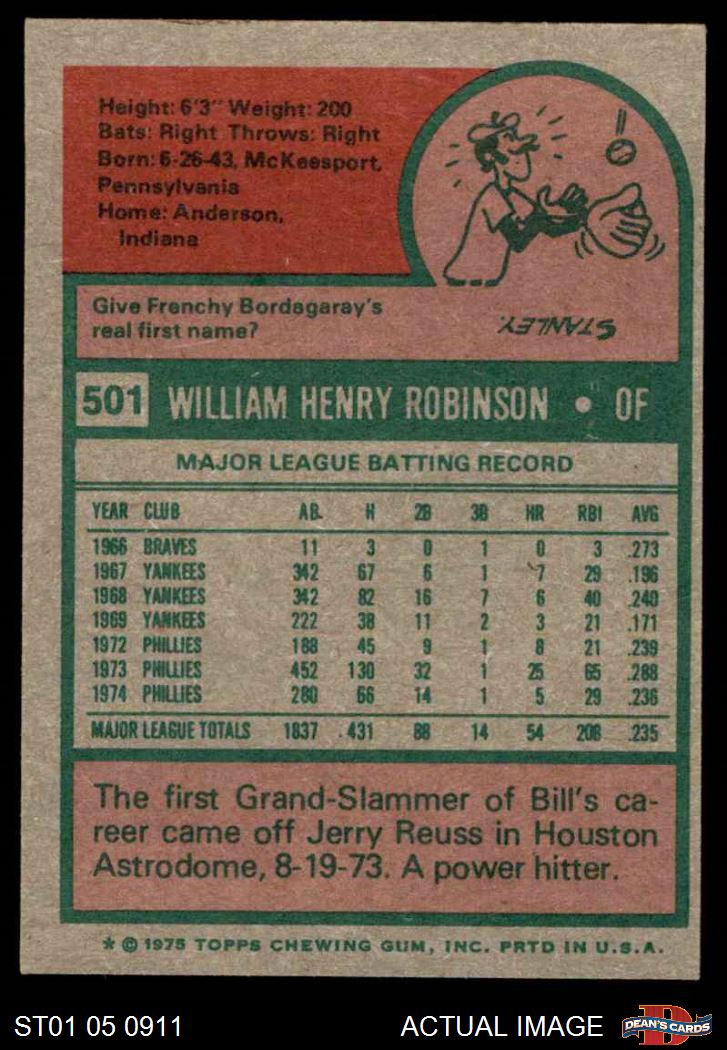 Height: 6'3" Weight: 200
Bats: Right Throws: Right
Born: 6-26-43, McKeesport,
Pennsylvania
Home: Anderson,
Indiana
Give Frenchy Bordagaray's
real first name?
STANLEY.
501 WILLIAM HENRY ROBINSON • OF
MAJOR LEAGUE BATTING RECORD
YEAR CLUB AB. H 2B 3B HR RBI AVG
1966 BRAVES 11 3 0 1 0 3 .273
1967 YANKEES 342 67 6 1 7 29 .196
1968 YANKEES 342 82 16 7 6 40 .240
1969 YANKEES 222 38 11 2 3 21 .171
1972 PHILLIES 188 45 9 1 8 21 .239
1973 PHILLIES 452 130 32 1 25 65 .288
1974 PHILLIES 280 66 14 1 5 29 .236
MAJOR LEAGUE TOTALS 1837 431 88 14 54 208 .235
The first Grand-Slammer of Bill's ca-
reer came off Jerry Reuss in Houston
Astrodome, 8-19-73. A power hitter.
* © 1975 TOPPS CHEWING GUM, INC. PRTD IN U.S.A.
ST01 05 0911 ACTUAL IMAGE
D
DEAN'S CARDS